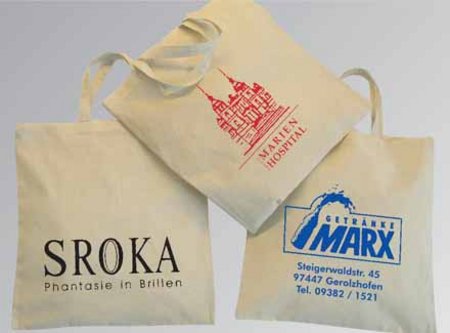 MARIEN
HOSPITAL
SROKA
Phantasie in Brillen
GETRÄNKE
MARX
Steigerwaldstr. 45
97447 Gerolzhofen
Tel. 09382 / 1521